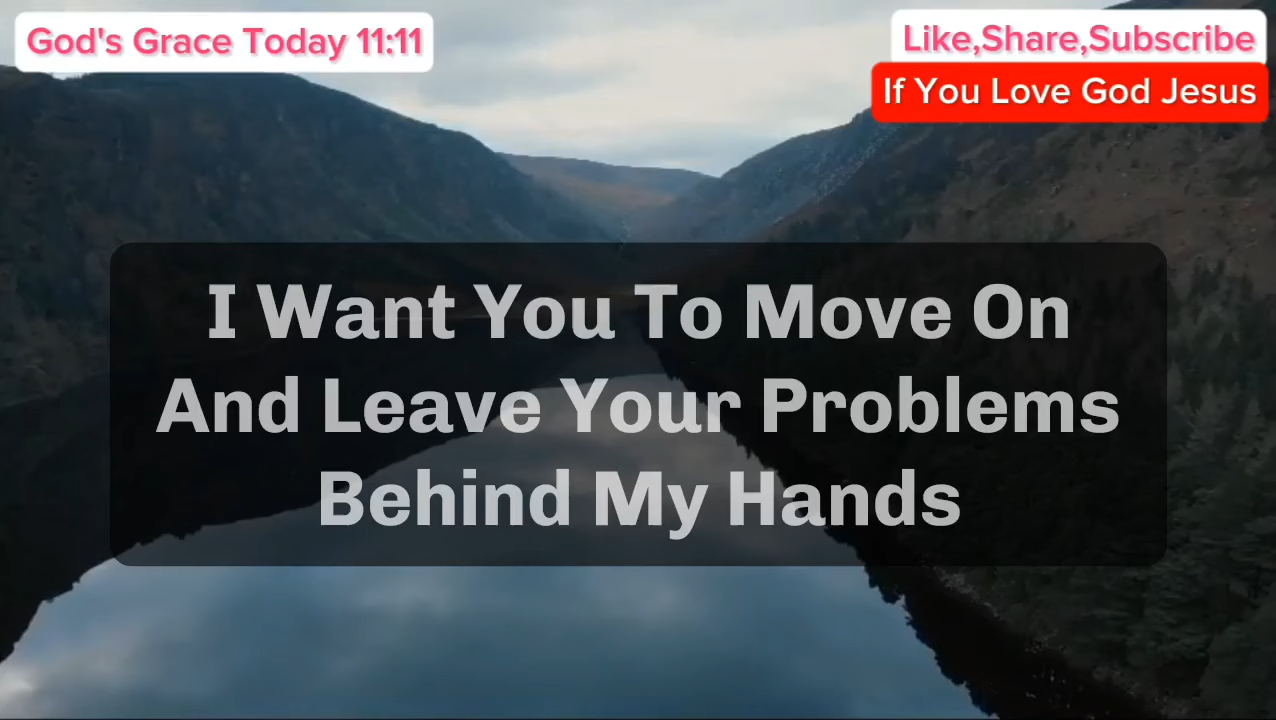 God's Grace Today 11:11
Like,Share,Subscribe
If You Love God Jesus
I Want You To Move On
And Leave Your Problems
Behind My Hands